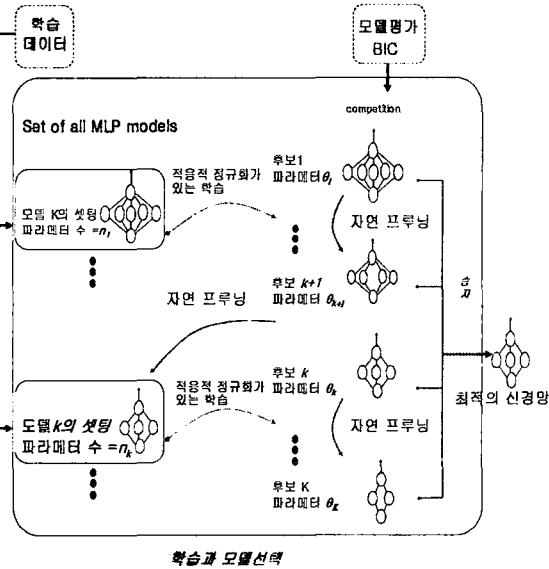 학습
데이터
모델평가
BIC
competition
Set of all MLP models
적응적 정규화가
있는 학습
후보1
파라메터 θ₁
모델 K의 셋팅
파라메터 수 =n₁
자연 프루닝
후보 k+1
파라메터 θₖ₊₁
자연 프루닝
승자
적응적 정규화가
있는 학습
후보 k
파라메터 θₖ
최적의 신경망
모델 k의 셋팅
파라메터 수 =nₖ
자연 프루닝
후보 K
파라메터 θ_K
학습과 모델선택